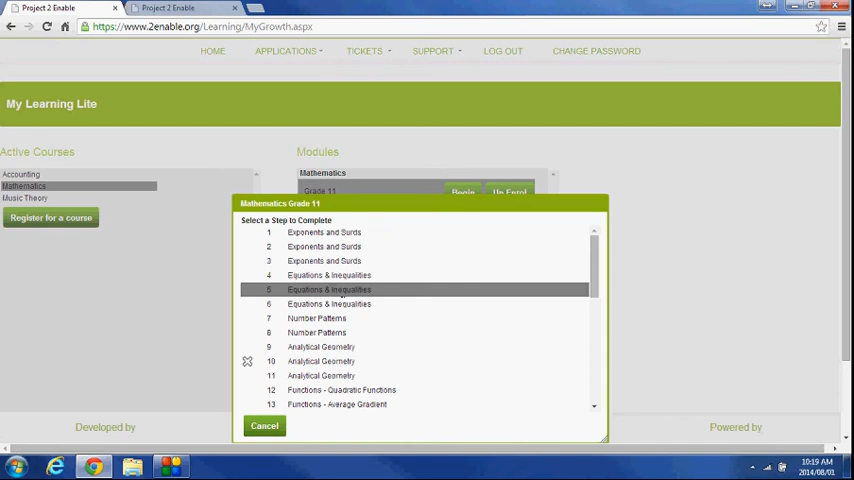 Project 2 Enable
Project 2 Enable
https://www.2enable.org/Learning/MyGrowth.aspx
HOME
APPLICATIONS
TICKETS
SUPPORT
LOG OUT
CHANGE PASSWORD
My Learning Lite
Active Courses
Modules
Accounting
Mathematics
Music Theory
Register for a course
Mathematics
Grade 11
Begin
Un Enrol
Mathematics Grade 11
Select a Step to Complete
1 Exponents and Surds
2 Exponents and Surds
3 Exponents and Surds
4 Equations & Inequalities
5 Equations & Inequalities
6 Equations & Inequalities
7 Number Patterns
8 Number Patterns
9 Analytical Geometry
10 Analytical Geometry
11 Analytical Geometry
12 Functions - Quadratic Functions
13 Functions - Average Gradient
Cancel
Developed by
Powered by
10:19 AM
2014/08/01